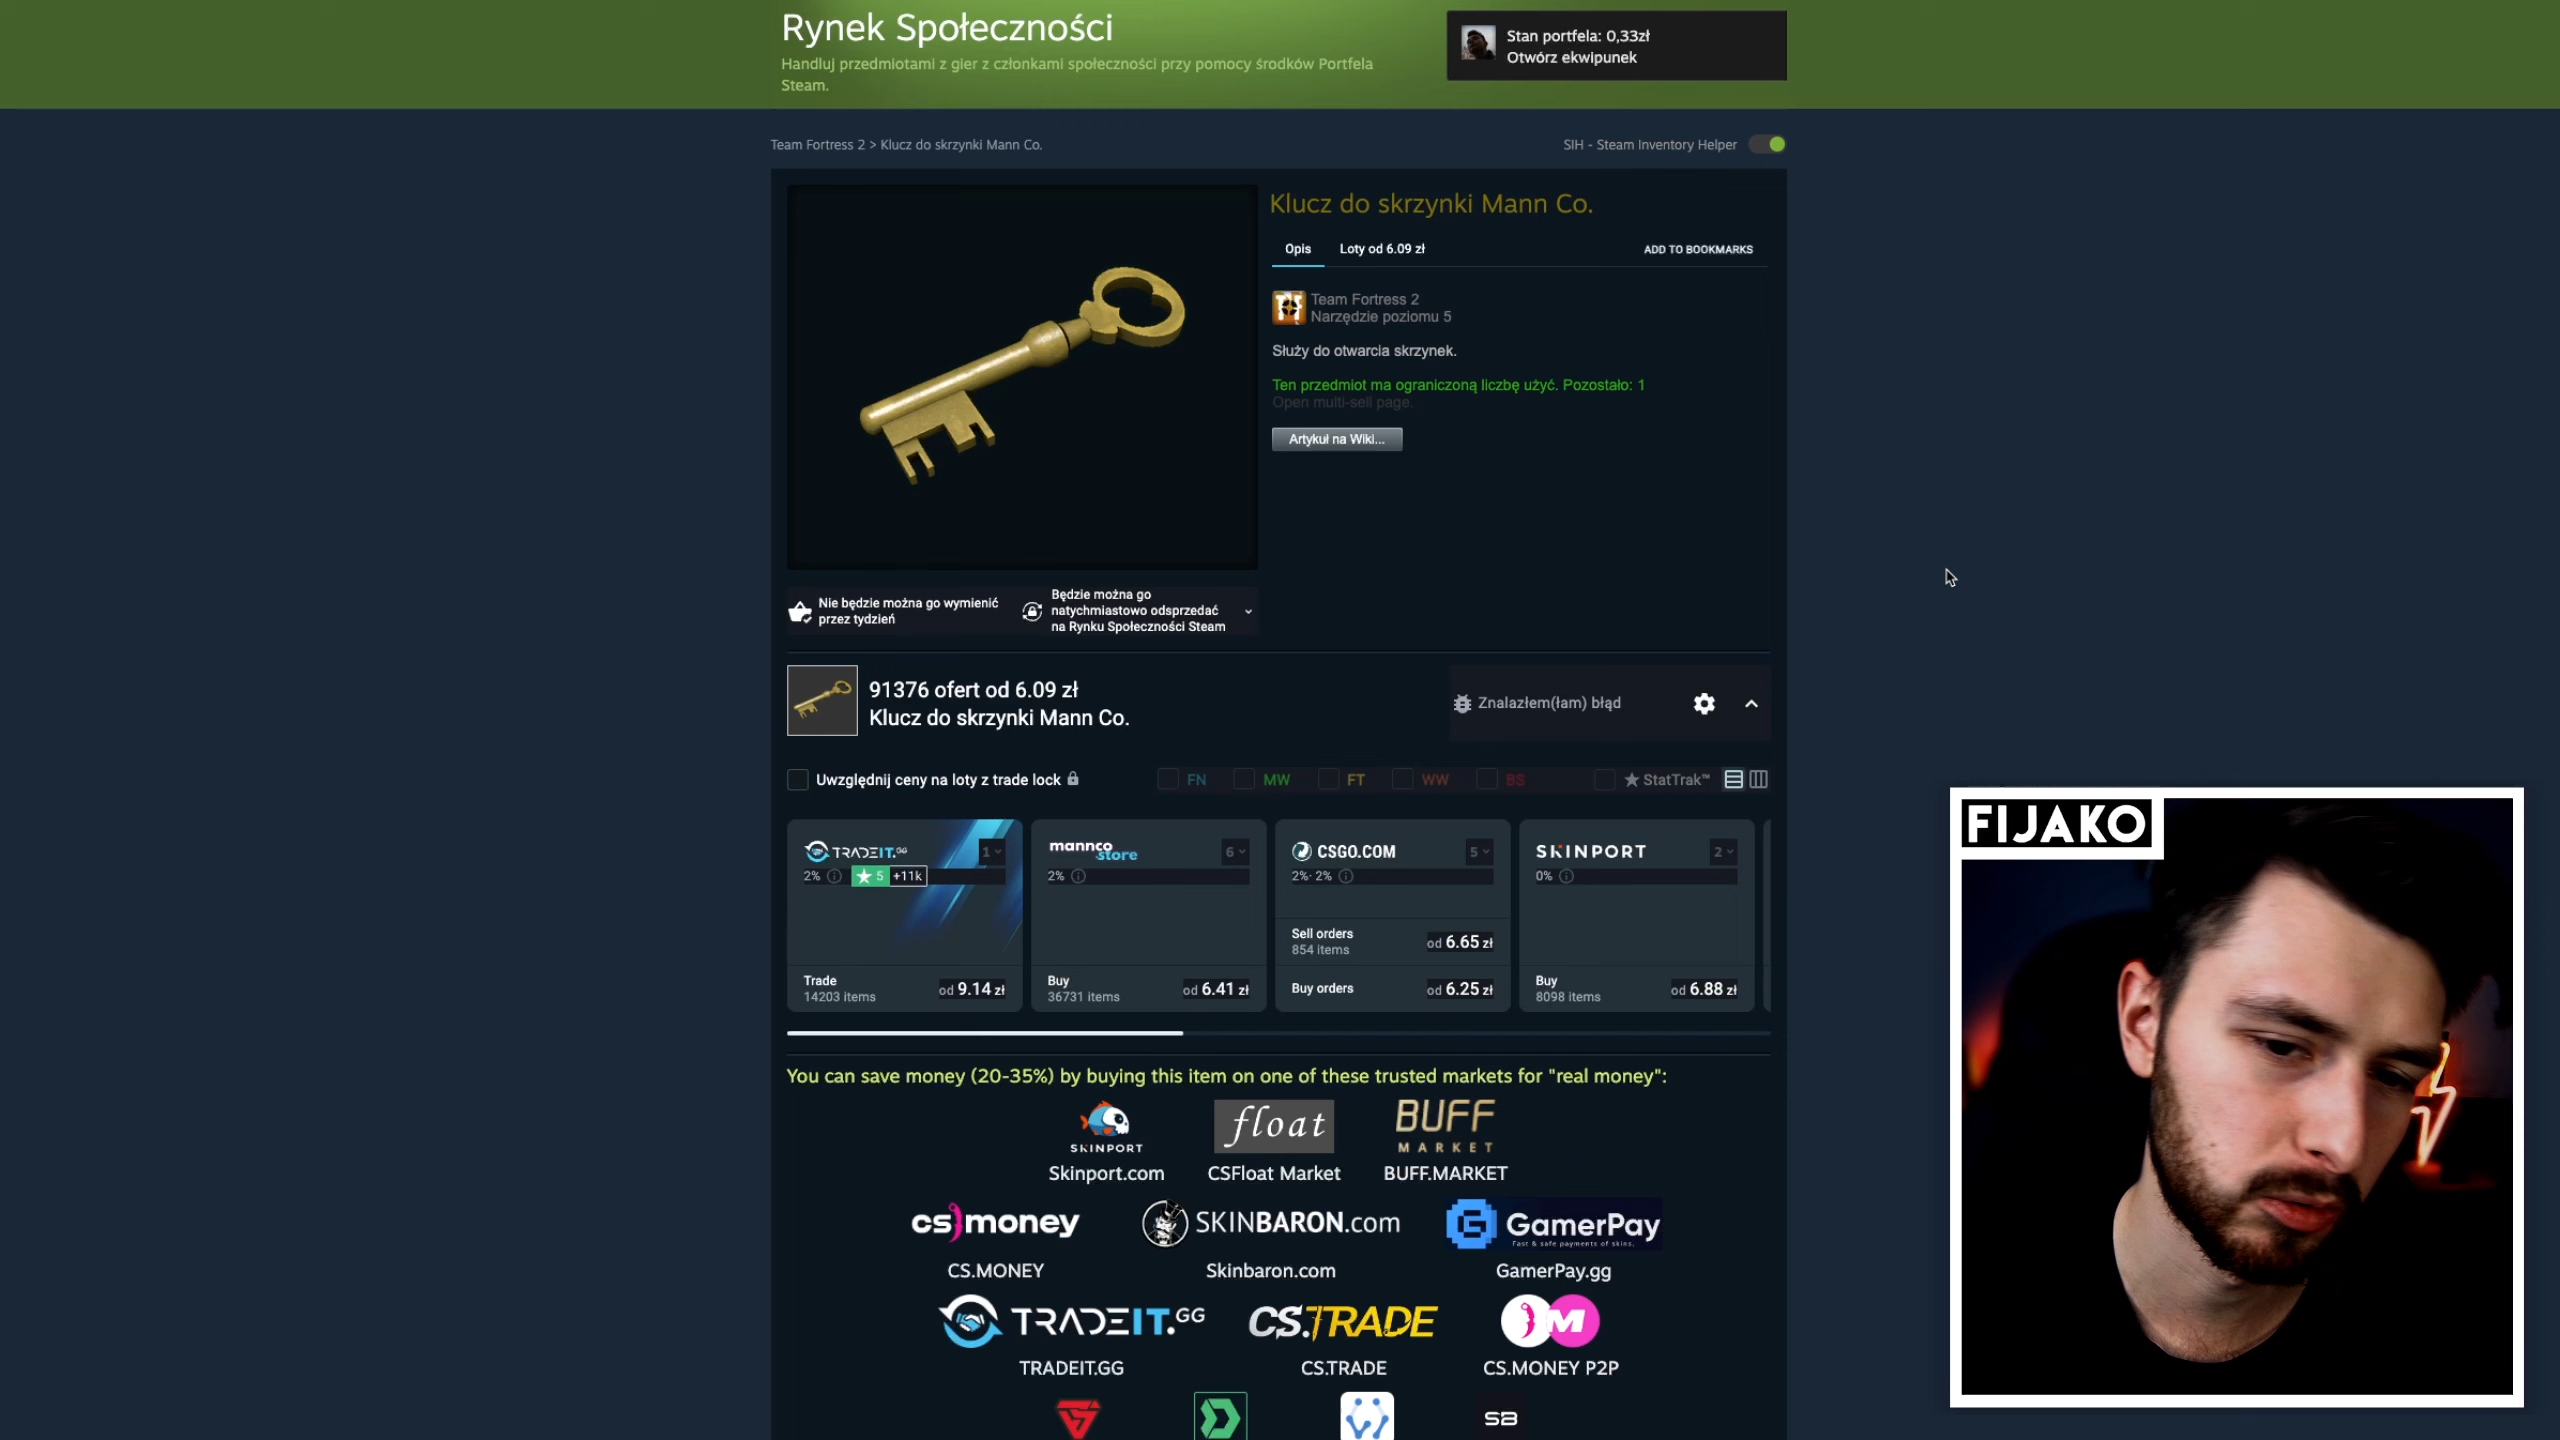 Rynek Społeczności
Handluj przedmiotami z gier z członkami społeczności przy pomocy środków Portfela
Steam.
Stan portfela: 0,33zł
Otwórz ekwipunek
Team Fortress 2 > Klucz do skrzynki Mann Co.
SIH - Steam Inventory Helper
Klucz do skrzynki Mann Co.
Opis
Loty od 6.09 zł
ADD TO BOOKMARKS
Team Fortress 2
Narzędzie poziomu 5
Służy do otwarcia skrzynek.
Ten przedmiot ma ograniczoną liczbę użyć. Pozostało: 1
Open multi-sell page.
Artykuł na Wiki...
Nie będzie można go wymienić
przez tydzień
Będzie można go
natychmiastowo odsprzedać
na Rynku Społeczności Steam
91376 ofert od 6.09 zł
Klucz do skrzynki Mann Co.
Znalazłem(łam) błąd
Uwzględnij ceny na loty z trade lock
FN
MW
FT
WW
BS
★ StatTrak™
TRADEIT.GG
1
2%
★ 5 +11k
Trade
14203 items
od 9.14 zł
mannco
store
6
2%
Buy
36731 items
od 6.41 zł
CSGO.COM
5
2%· 2%
Sell orders
854 items
od 6.65 zł
Buy orders
od 6.25 zł
SKINPORT
2
0%
Buy
8098 items
od 6.88 zł
You can save money (20-35%) by buying this item on one of these trusted markets for "real money":
SKINPORT
float
BUFF
MARKET
Skinport.com
CSFloat Market
BUFF.MARKET
cs money
SKINBARON.com
GamerPay
Fast & safe payments of skins.
CS.MONEY
Skinbaron.com
GamerPay.gg
TRADEIT.GG
CS.TRADE
M
TRADEIT.GG
CS.TRADE
CS.MONEY P2P
SB
FIJAKO